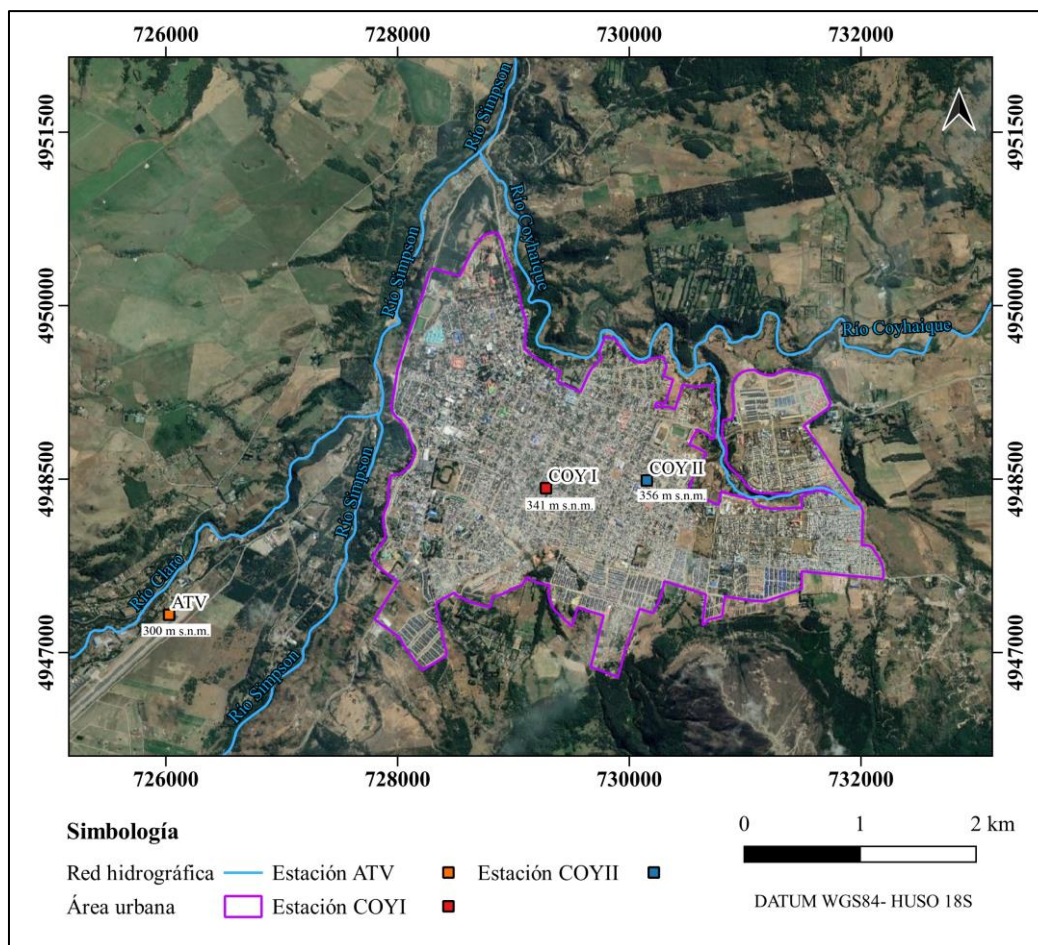 726000 728000 730000 732000
4951500 4951500
Río Simpson
Río Coyhaique
Río Simpson
4950000 4950000
Río Coyhaique
4948500 4948500
COY I
341 m s.n.m.
COY II
356 m s.n.m.
Río Simpson
Río Claro
ATV
300 m s.n.m.
4947000 4947000
Río Simpson
726000 728000 730000 732000
Simbología
0 1 2 km
Red hidrográfica Estación ATV Estación COYII
Área urbana Estación COYI
DATUM WGS84- HUSO 18S